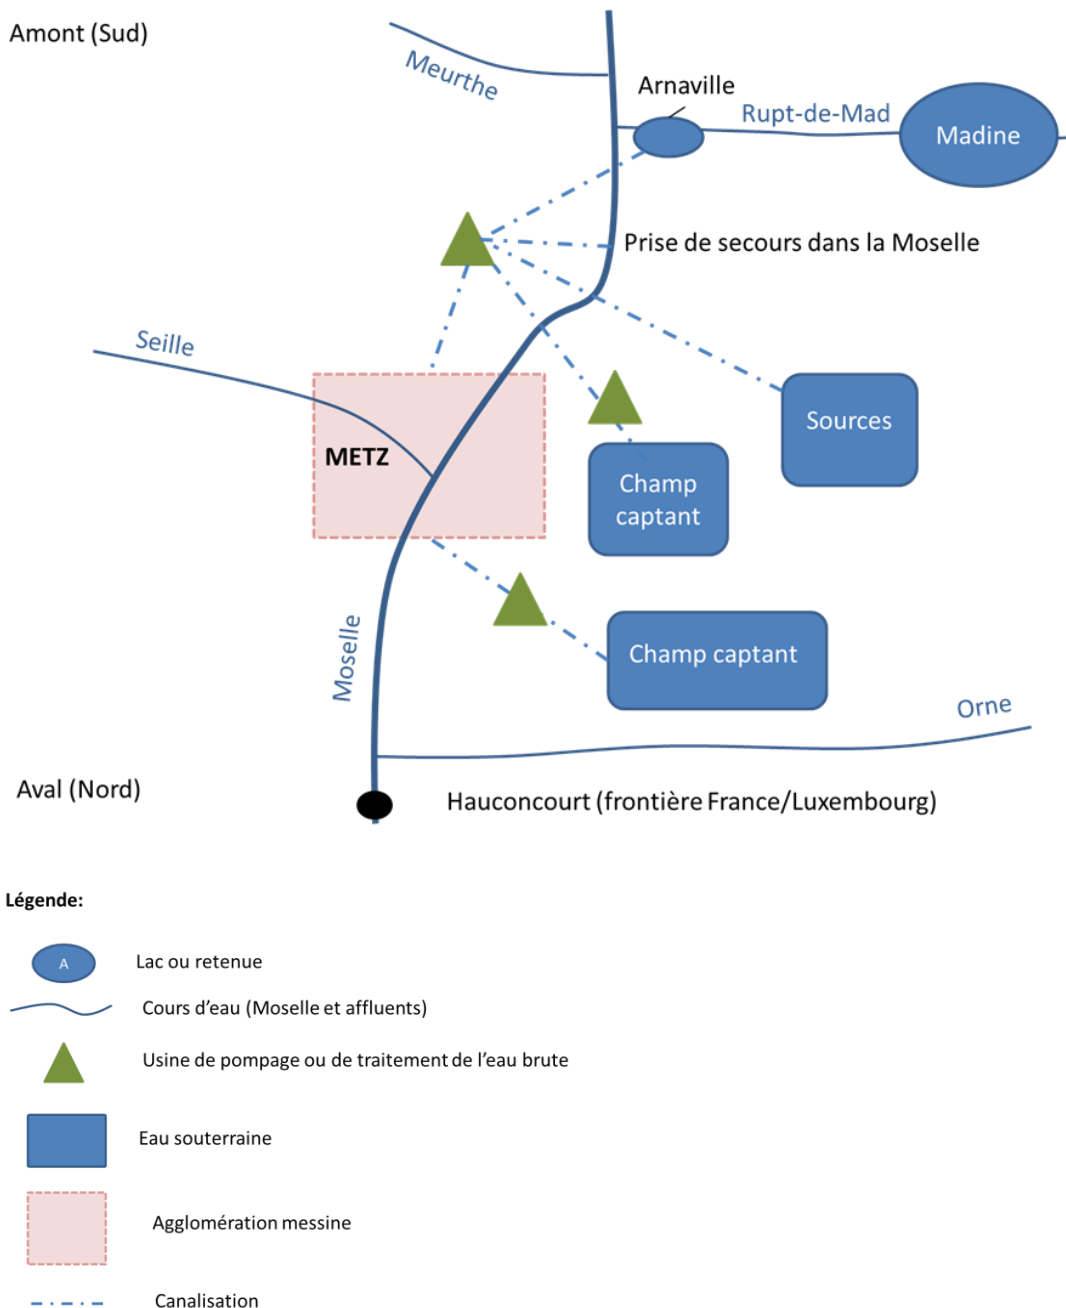 Amont (Sud)
Meurthe
Arnaville
Rupt-de-Mad
Madine
Prise de secours dans la Moselle
Seille
Sources
METZ
Champ
captant
Moselle
Champ captant
Orne
Aval (Nord)
Hauconcourt (frontière France/Luxembourg)
Légende:
A
Lac ou retenue
Cours d’eau (Moselle et affluents)
Usine de pompage ou de traitement de l’eau brute
Eau souterraine
Agglomération messine
Canalisation